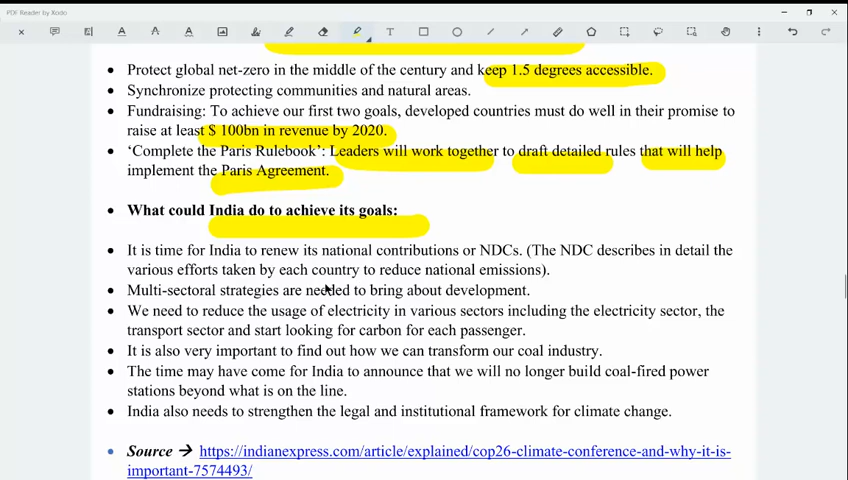 PDF Reader by Xodo
Protect global net-zero in the middle of the century and keep 1.5 degrees accessible.
Synchronize protecting communities and natural areas.
Fundraising: To achieve our first two goals, developed countries must do well in their promise to
raise at least $ 100bn in revenue by 2020.
‘Complete the Paris Rulebook’: Leaders will work together to draft detailed rules that will help
implement the Paris Agreement.
What could India do to achieve its goals:
It is time for India to renew its national contributions or NDCs. (The NDC describes in detail the
various efforts taken by each country to reduce national emissions).
Multi-sectoral strategies are needed to bring about development.
We need to reduce the usage of electricity in various sectors including the electricity sector, the
transport sector and start looking for carbon for each passenger.
It is also very important to find out how we can transform our coal industry.
The time may have come for India to announce that we will no longer build coal-fired power
stations beyond what is on the line.
India also needs to strengthen the legal and institutional framework for climate change.
Source → https://indianexpress.com/article/explained/cop26-climate-conference-and-why-it-is-
important-7574493/